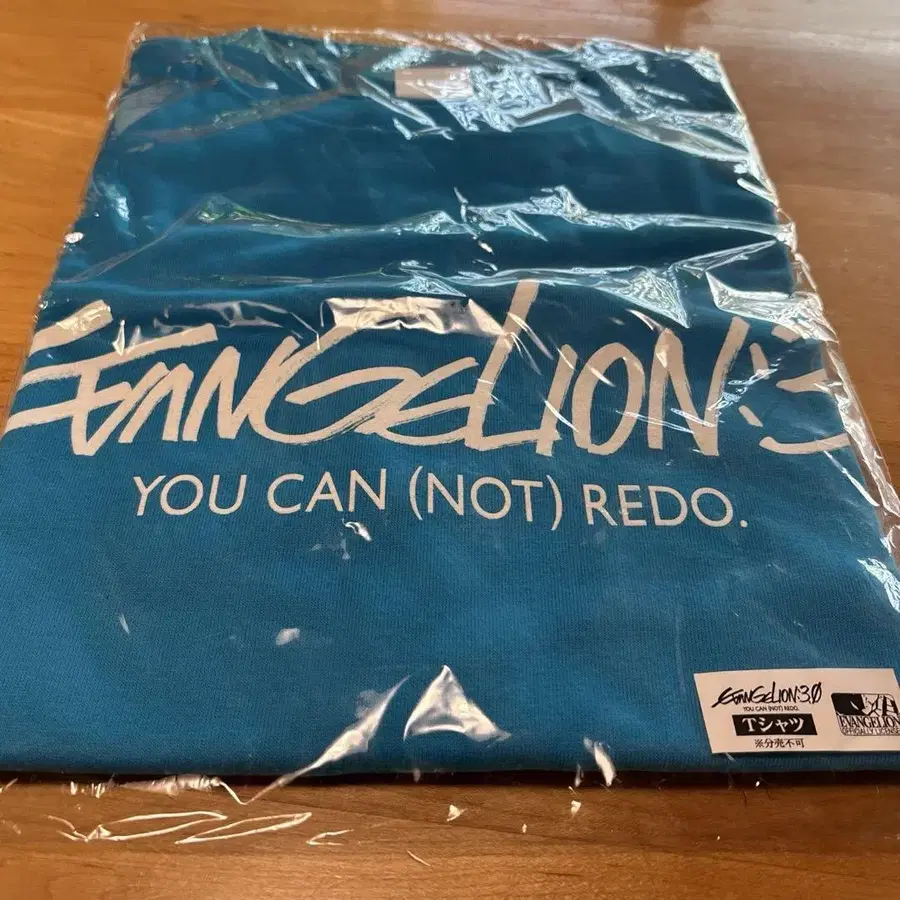 EVANGELION:3
YOU CAN (NOT) REDO.
EVANGELION:3.0
YOU CAN (NOT) REDO.
Tシャツ
※分売不可
EVANGELION
OFFICIALLY LICENSE